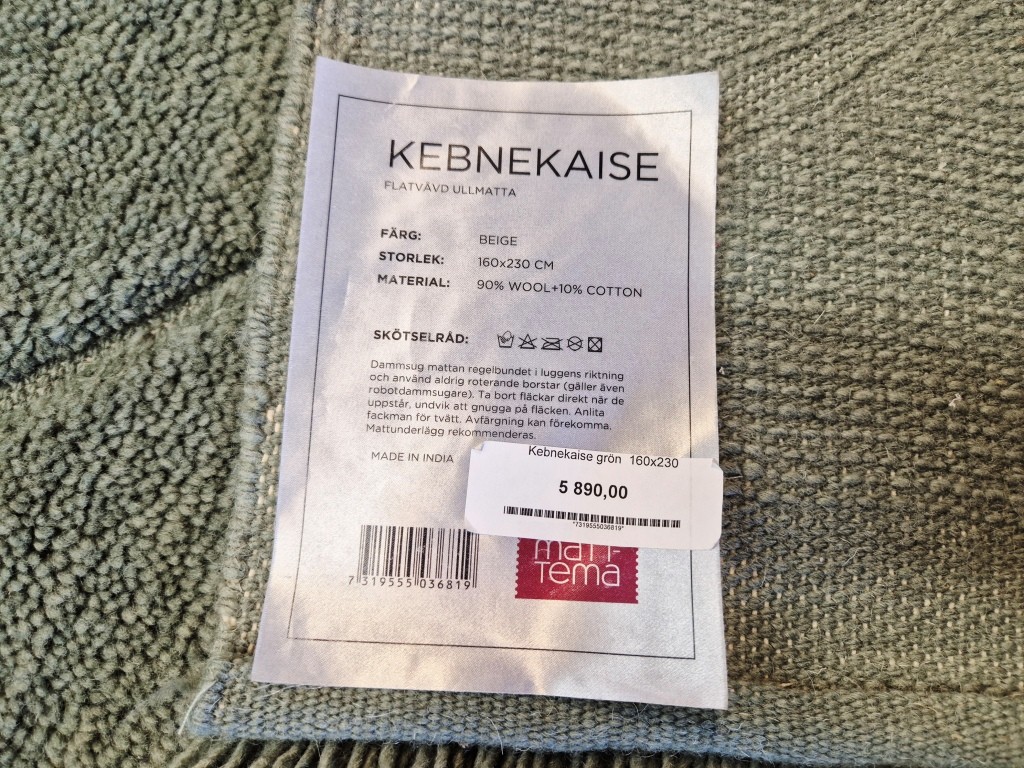 KEBNEKAISE
FLATVÄVD ULLMATTA
FÄRG: BEIGE
STORLEK: 160x230 CM
MATERIAL: 90% WOOL+10% COTTON
SKÖTSELRÅD:
Dammsug mattan regelbundet i luggens riktning
och använd aldrig roterande borstar (gäller även
robotdammsugare). Ta bort fläckar direkt när de
uppstår, undvik att gnugga på fläcken. Anlita
fackman för tvätt. Avfärgning kan förekomma.
Mattunderlägg rekommenderas.
MADE IN INDIA
Kebnekaise grön 160x230
5 890,00
*7319555036819*
7 319555 036819
matt-
Tema